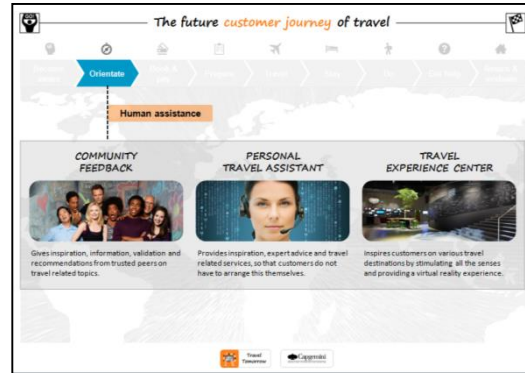 The future customer journey of travel
Orientate
Human assistance
COMMUNITY
FEEDBACK
Gives inspiration, information, validation and
recommendations from trusted peers on
travel related topics.
PERSONAL
TRAVEL ASSISTANT
Provides inspiration, expert advice and travel
related services, so that customers do not
have to arrange this themselves.
TRAVEL
EXPERIENCE CENTER
Inspires customers on various travel
destinations by stimulating all the senses
and providing a virtual reality experience.
Travel
Tomorrow
Capgemini